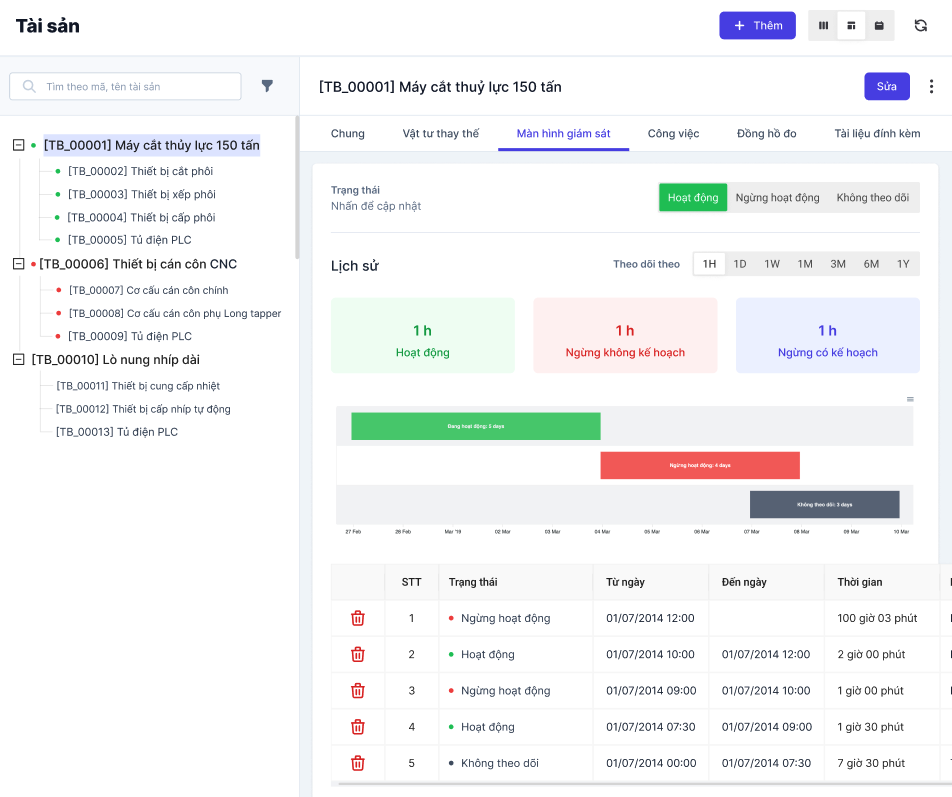 Tài sản
Thêm
Tìm theo mã, tên tài sản
[TB_00001] Máy cắt thủy lực 150 tấn
[TB_00002] Thiết bị cắt phôi
[TB_00003] Thiết bị xếp phôi
[TB_00004] Thiết bị cấp phôi
[TB_00005] Tủ điện PLC
[TB_00006] Thiết bị cán côn CNC
[TB_00007] Cơ cấu cán côn chính
[TB_00008] Cơ cấu cán côn phụ Long tapper
[TB_00009] Tủ điện PLC
[TB_00010] Lò nung nhíp dài
[TB_00011] Thiết bị cung cấp nhiệt
[TB_00012] Thiết bị cấp nhíp tự động
[TB_00013] Tủ điện PLC
[TB_00001] Máy cắt thuỷ lực 150 tấn
Sửa
Chung Vật tư thay thế Màn hình giám sát Công việc Đồng hồ đo Tài liệu đính kèm
Trạng thái
Nhấn để cập nhật
Hoạt động Ngừng hoạt động Không theo dõi
Lịch sử
Theo dõi theo 1H 1D 1W 1M 3M 6M 1Y
1 h
Hoạt động
1 h
Ngừng không kế hoạch
1 h
Ngừng có kế hoạch
Đang hoạt động: 5 days
Ngừng hoạt động: 4 days
Không theo dõi: 3 days
27 Feb 28 Feb Mar '19 02 Mar 03 Mar 04 Mar 05 Mar 06 Mar 07 Mar 08 Mar 09 Mar 10 Mar
STT Trạng thái Từ ngày Đến ngày Thời gian
1 Ngừng hoạt động 01/07/2014 12:00 100 giờ 03 phút
2 Hoạt động 01/07/2014 10:00 01/07/2014 12:00 2 giờ 00 phút
3 Ngừng hoạt động 01/07/2014 09:00 01/07/2014 10:00 1 giờ 00 phút
4 Hoạt động 01/07/2014 07:30 01/07/2014 09:00 1 giờ 30 phút
5 Không theo dõi 01/07/2014 00:00 01/07/2014 07:30 7 giờ 30 phút